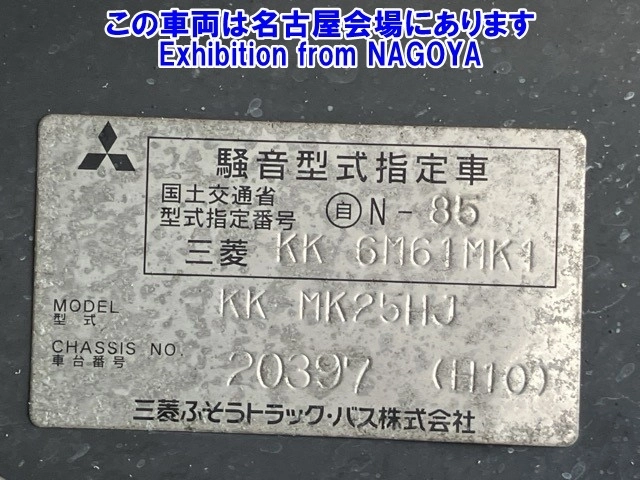 この車両は名古屋会場にあります
Exhibition from NAGOYA
騒音型式指定車
国土交通省
型式指定番号 自 N - 85
三菱 KK 6M61MK1
MODEL
型式 KK MK25HJ
CHASSIS NO.
車台番号 20397 (H10)
三菱ふそうトラック・バス株式会社